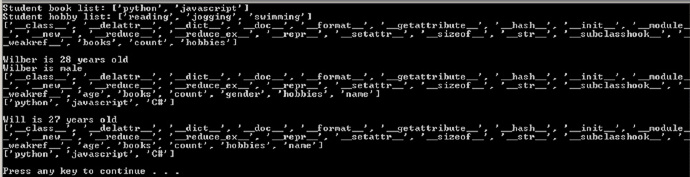 Student book list: ['python', 'javascript']
Student hobby list: ['reading', 'jogging', 'swimming']
['__class__', '__delattr__', '__dict__', '__doc__', '__format__', '__getattribute__', '__hash__', '__init__', '__module_
_', '__new__', '__reduce__', '__reduce_ex__', '__repr__', '__setattr__', '__sizeof__', '__str__', '__subclasshook__', '_
_weakref__', 'books', 'count', 'hobbies']
Wilber is 28 years old
Wilber is male
['__class__', '__delattr__', '__dict__', '__doc__', '__format__', '__getattribute__', '__hash__', '__init__', '__module_
_', '__new__', '__reduce__', '__reduce_ex__', '__repr__', '__setattr__', '__sizeof__', '__str__', '__subclasshook__', '_
_weakref__', 'age', 'books', 'count', 'gender', 'hobbies', 'name']
['python', 'javascript', 'C#']
Will is 27 years old
['__class__', '__delattr__', '__dict__', '__doc__', '__format__', '__getattribute__', '__hash__', '__init__', '__module_
_', '__new__', '__reduce__', '__reduce_ex__', '__repr__', '__setattr__', '__sizeof__', '__str__', '__subclasshook__', '_
_weakref__', 'age', 'books', 'count', 'hobbies', 'name']
['python', 'javascript', 'C#']
Press any key to continue . . .